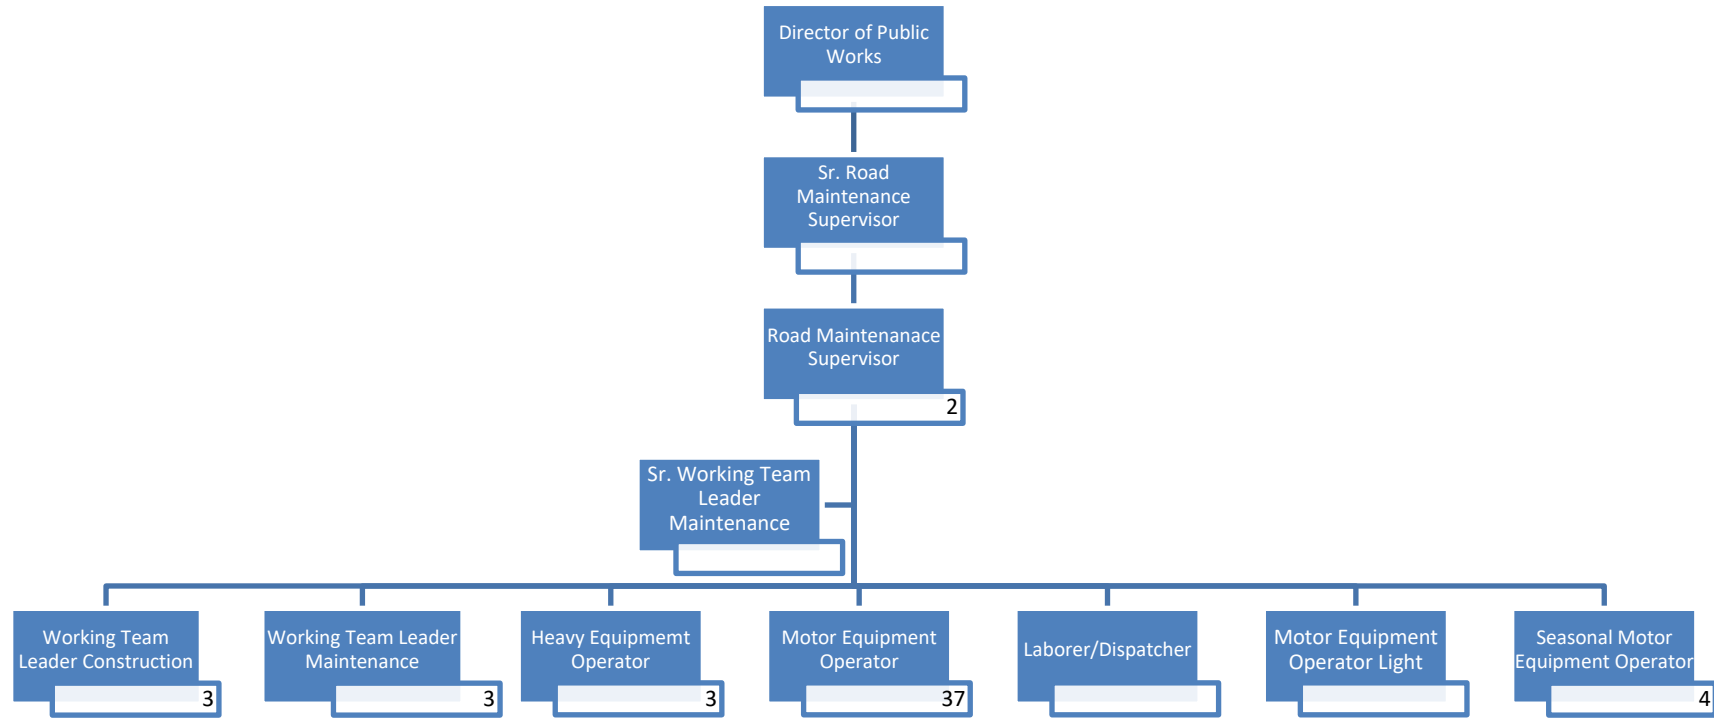 Director of Public
Works
Sr. Road
Maintenance
Supervisor
Road Maintenanace
Supervisor
2
Sr. Working Team
Leader
Maintenance
Working Team
Leader Construction
3
Working Team Leader
Maintenance
3
Heavy Equipmemt
Operator
3
Motor Equipment
Operator
37
Laborer/Dispatcher
Motor Equipment
Operator Light
Seasonal Motor
Equipment Operator
4